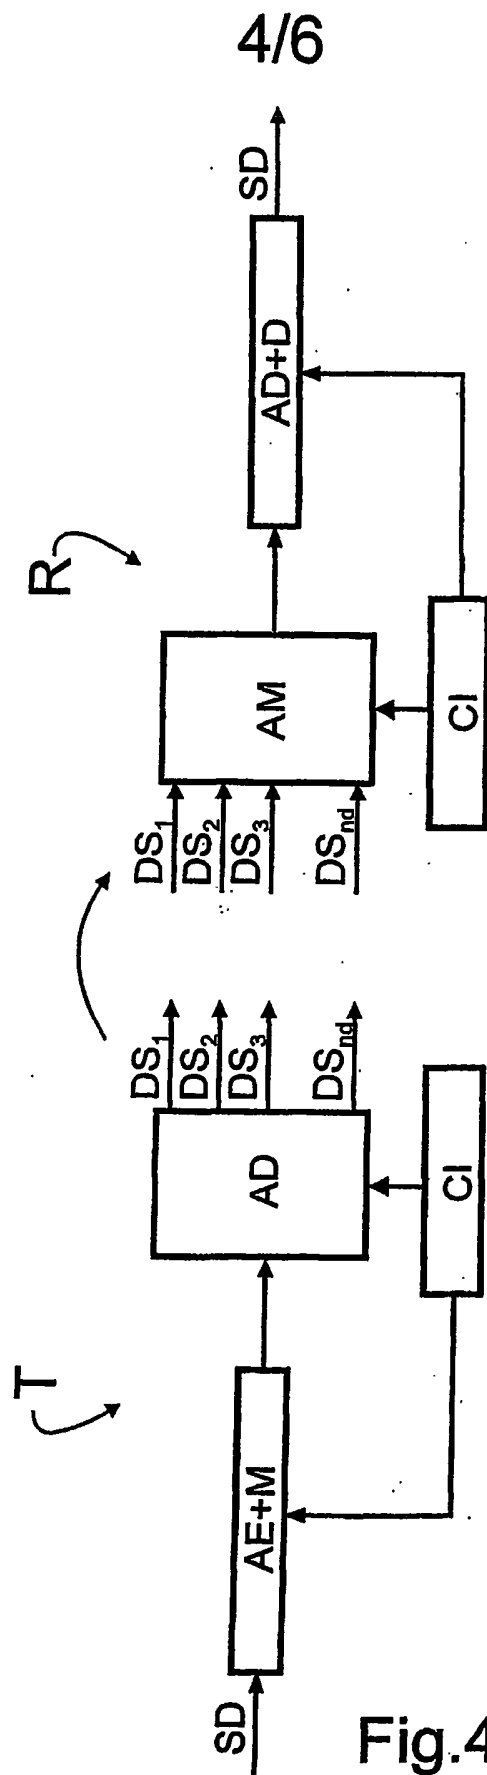 4/6
T
R
SD
AE+M
AD
CI
DS1
DS2
DS3
DSnd
DS1
DS2
DS3
DSnd
AM
CI
AD+D
SD
Fig.4